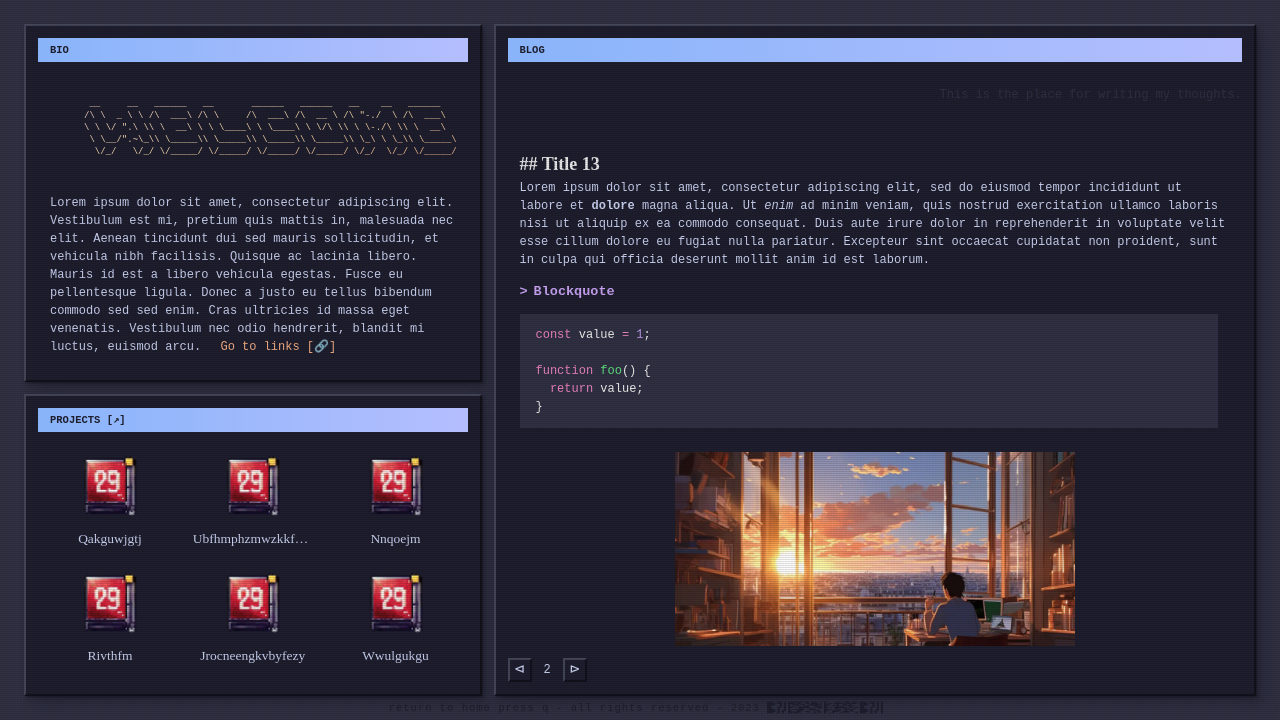 BIO
WELCOME
Lorem ipsum dolor sit amet, consectetur adipiscing elit.
Vestibulum est mi, pretium quis mattis in, malesuada nec
elit. Aenean tincidunt dui sed mauris sollicitudin, et
vehicula nibh facilisis. Quisque ac lacinia libero.
Mauris id est a libero vehicula egestas. Fusce eu
pellentesque ligula. Donec a justo eu tellus bibendum
commodo sed sed enim. Cras ultricies id massa eget
venenatis. Vestibulum nec odio hendrerit, blandit mi
luctus, euismod arcu. Go to links [🔗]
PROJECTS [↗]
29 29 29
Qakguwjgtj Ubfhmphzmwzkkf… Nnqoejm
29 29 29
Rivthfm Jrocneengkvbyfezy Wwulgukgu
BLOG
This is the place for writing my thoughts.
## Title 13
Lorem ipsum dolor sit amet, consectetur adipiscing elit, sed do eiusmod tempor incididunt ut
labore et dolore magna aliqua. Ut enim ad minim veniam, quis nostrud exercitation ullamco laboris
nisi ut aliquip ex ea commodo consequat. Duis aute irure dolor in reprehenderit in voluptate velit
esse cillum dolore eu fugiat nulla pariatur. Excepteur sint occaecat cupidatat non proident, sunt
in culpa qui officia deserunt mollit anim id est laborum.
> Blockquote
const value = 1;
function foo() {
  return value;
}
⊲ 2 ⊳
return to home press q - all rights reserved - 2023